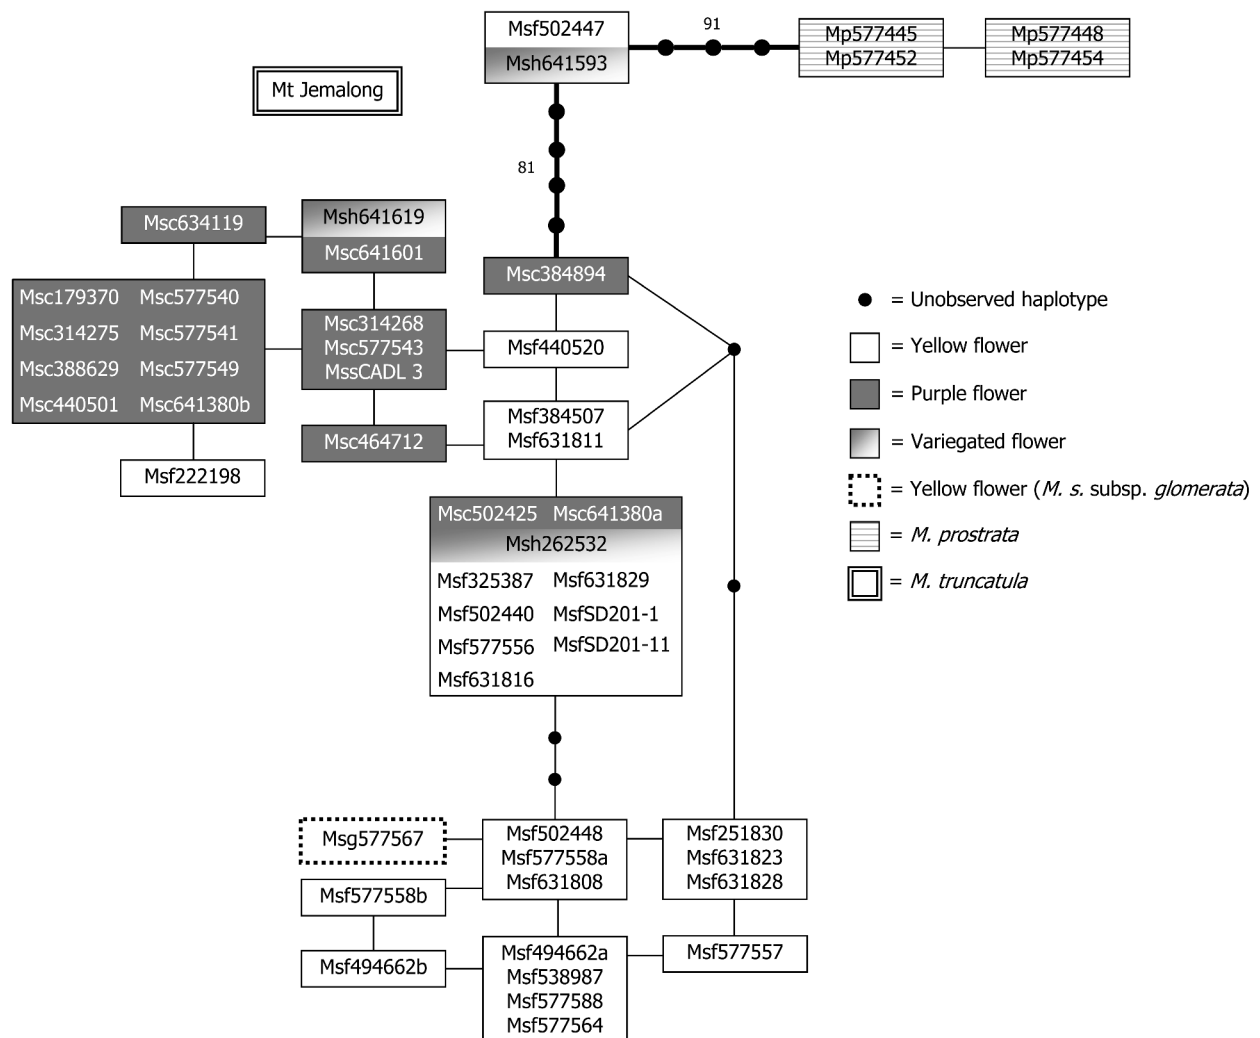 Msf502447
Msh641593
91
Mp577445
Mp577452
Mp577448
Mp577454
Mt Jemalong
81
Msc634119
Msh641619
Msc641601
Msc384894
Msc179370 Msc577540
Msc314275 Msc577541
Msc388629 Msc577549
Msc440501 Msc641380b
Msc314268
Msc577543
MssCADL 3
Msf440520
Msf384507
Msf631811
Msc464712
Msf222198
Msc502425 Msc641380a
Msh262532
Msf325387 Msf631829
Msf502440 MsfSD201-1
Msf577556 MsfSD201-11
Msf631816
= Unobserved haplotype
= Yellow flower
= Purple flower
= Variegated flower
= Yellow flower (M. s. subsp. glomerata)
= M. prostrata
= M. truncatula
Msg577567
Msf502448
Msf577558a
Msf631808
Msf251830
Msf631823
Msf631828
Msf577558b
Msf494662b
Msf494662a
Msf538987
Msf577588
Msf577564
Msf577557